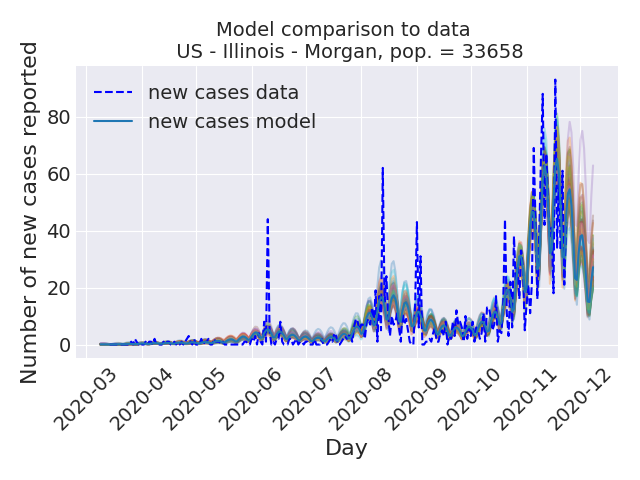 Model comparison to data
US - Illinois - Morgan, pop. = 33658
Number of new cases reported
new cases data
new cases model
80
60
40
20
0
2020-03
2020-04
2020-05
2020-06
2020-07
2020-08
2020-09
2020-10
2020-11
2020-12
Day